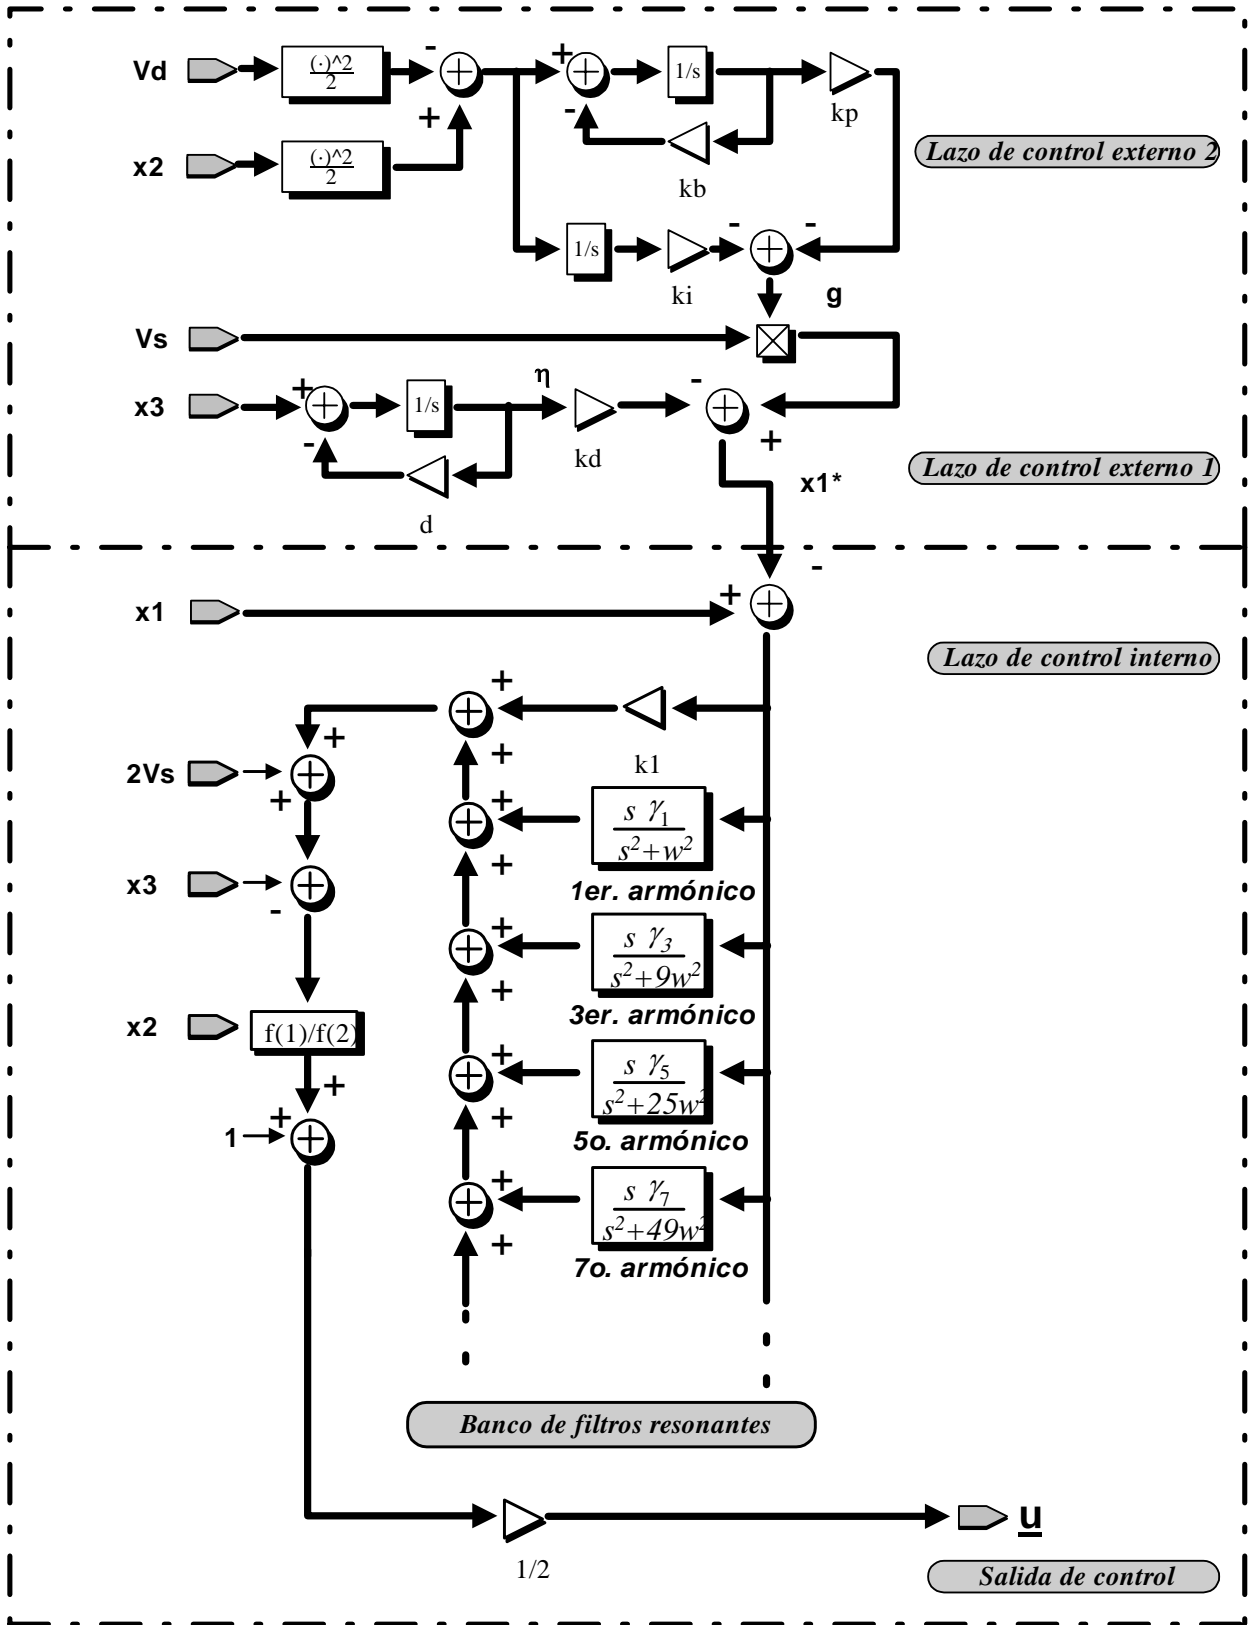 Vd
(·)^2
2
-
+
1/s
kp
+
-
x2
(·)^2
2
kb
Lazo de control externo 2
1/s
ki
-
-
g
Vs
η
x3
+
-
1/s
kd
-
+
d
x1*
Lazo de control externo 1
-
x1
+
Lazo de control interno
+
k1
+
+
2Vs
+
s γ1
s²+w²
+
+
1er. armónico
x3
-
s γ3
s²+9w²
+
+
3er. armónico
x2
f(1)/f(2)
+
s γ5
s²+25w²
+
+
5o. armónico
1
+
s γ7
s²+49w²
+
+
7o. armónico
Banco de filtros resonantes
1/2
u
Salida de control